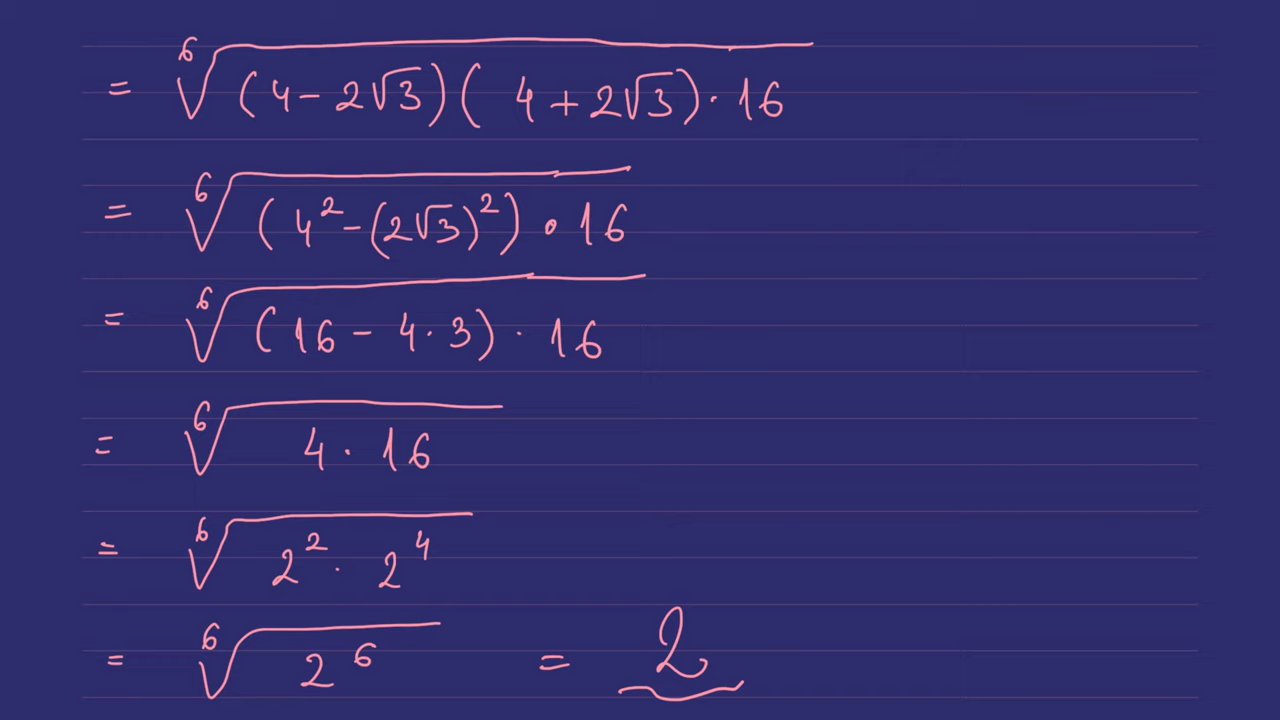 = ⁶√((4 - 2√3)(4 + 2√3) · 16)
= ⁶√((4² - (2√3)²) · 16)
= ⁶√((16 - 4 · 3) · 16)
= ⁶√(4 · 16)
= ⁶√(2² · 2⁴)
= ⁶√(2⁶) = 2